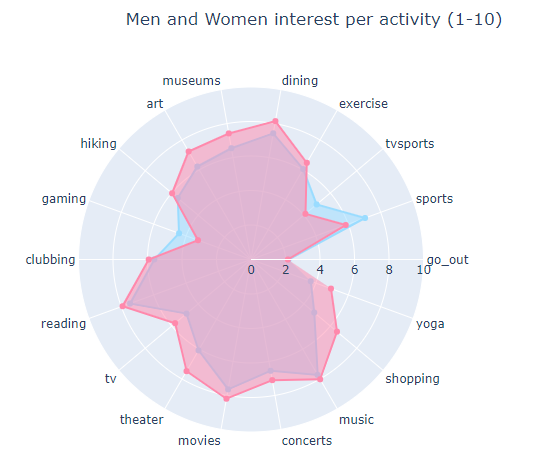 Men and Women interest per activity (1-10)
dining
museums
exercise
art
tvsports
hiking
sports
gaming
go_out
clubbing
0 2 4 6 8 10
reading
yoga
tv
shopping
theater
music
movies
concerts